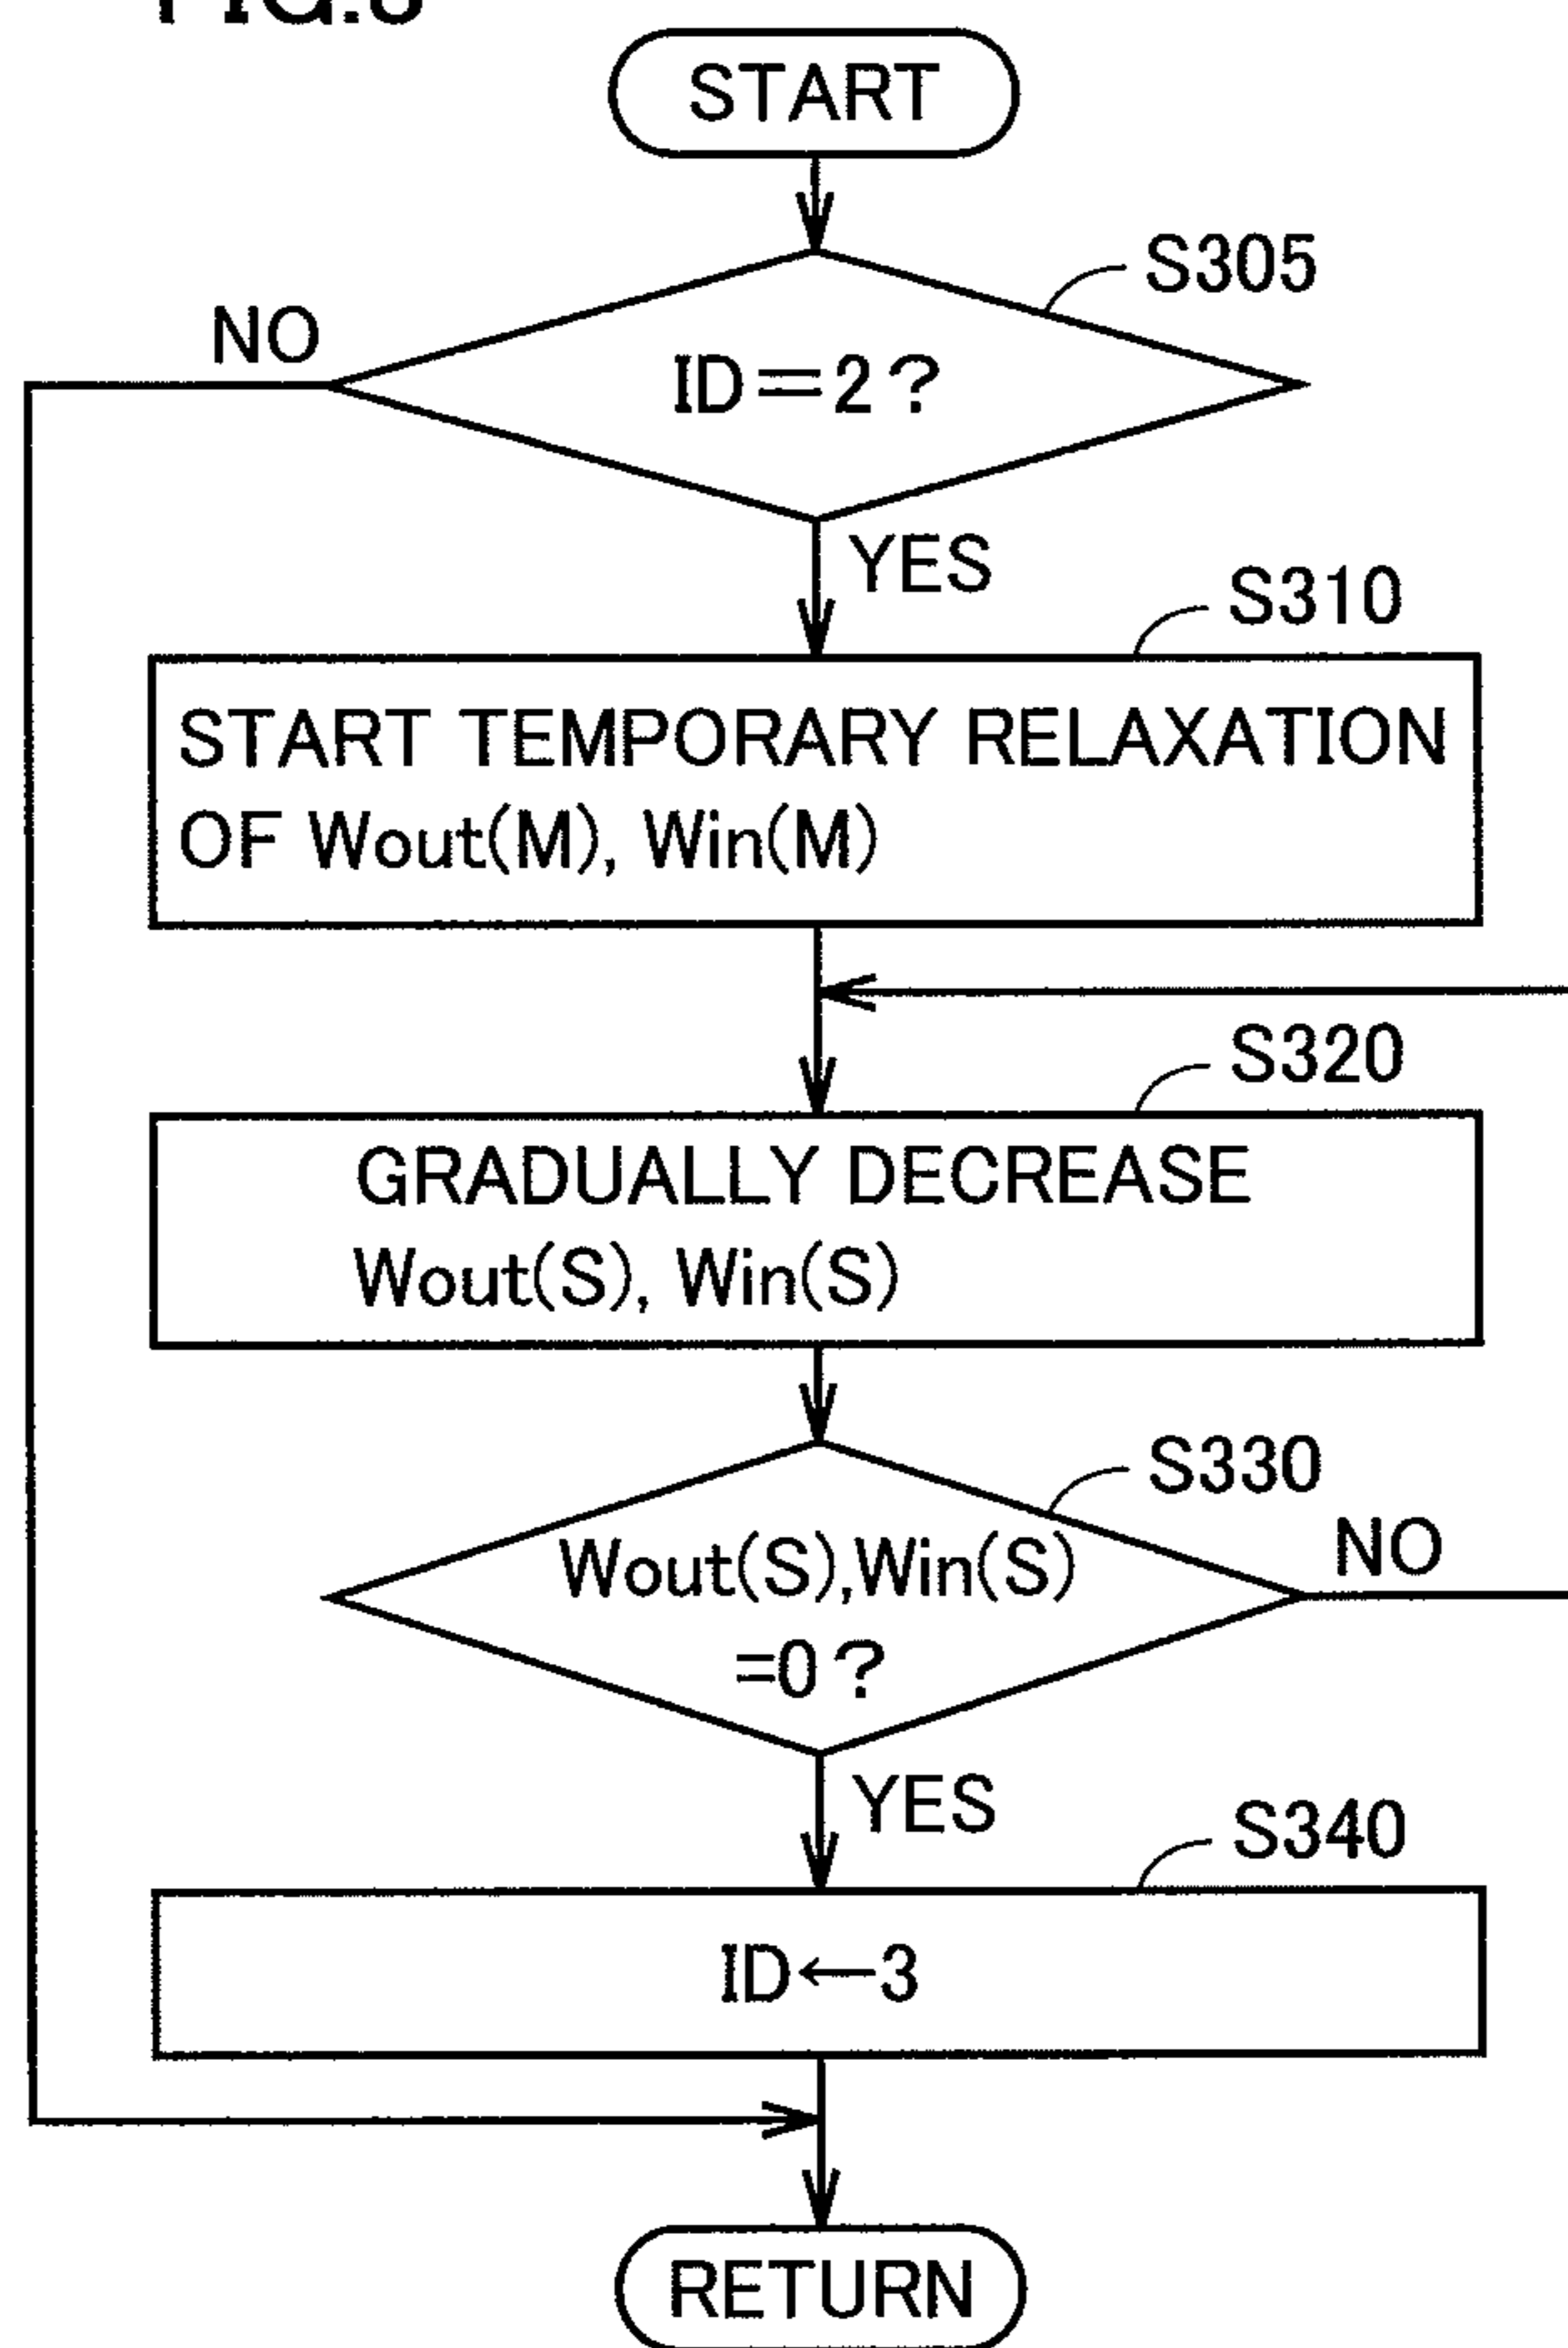 START
S305
NO
ID=2?
YES
S310
START TEMPORARY RELAXATION
OF Wout(M), Win(M)
S320
GRADUALLY DECREASE
Wout(S), Win(S)
S330
Wout(S),Win(S)
NO
=0?
YES
S340
ID←3
RETURN